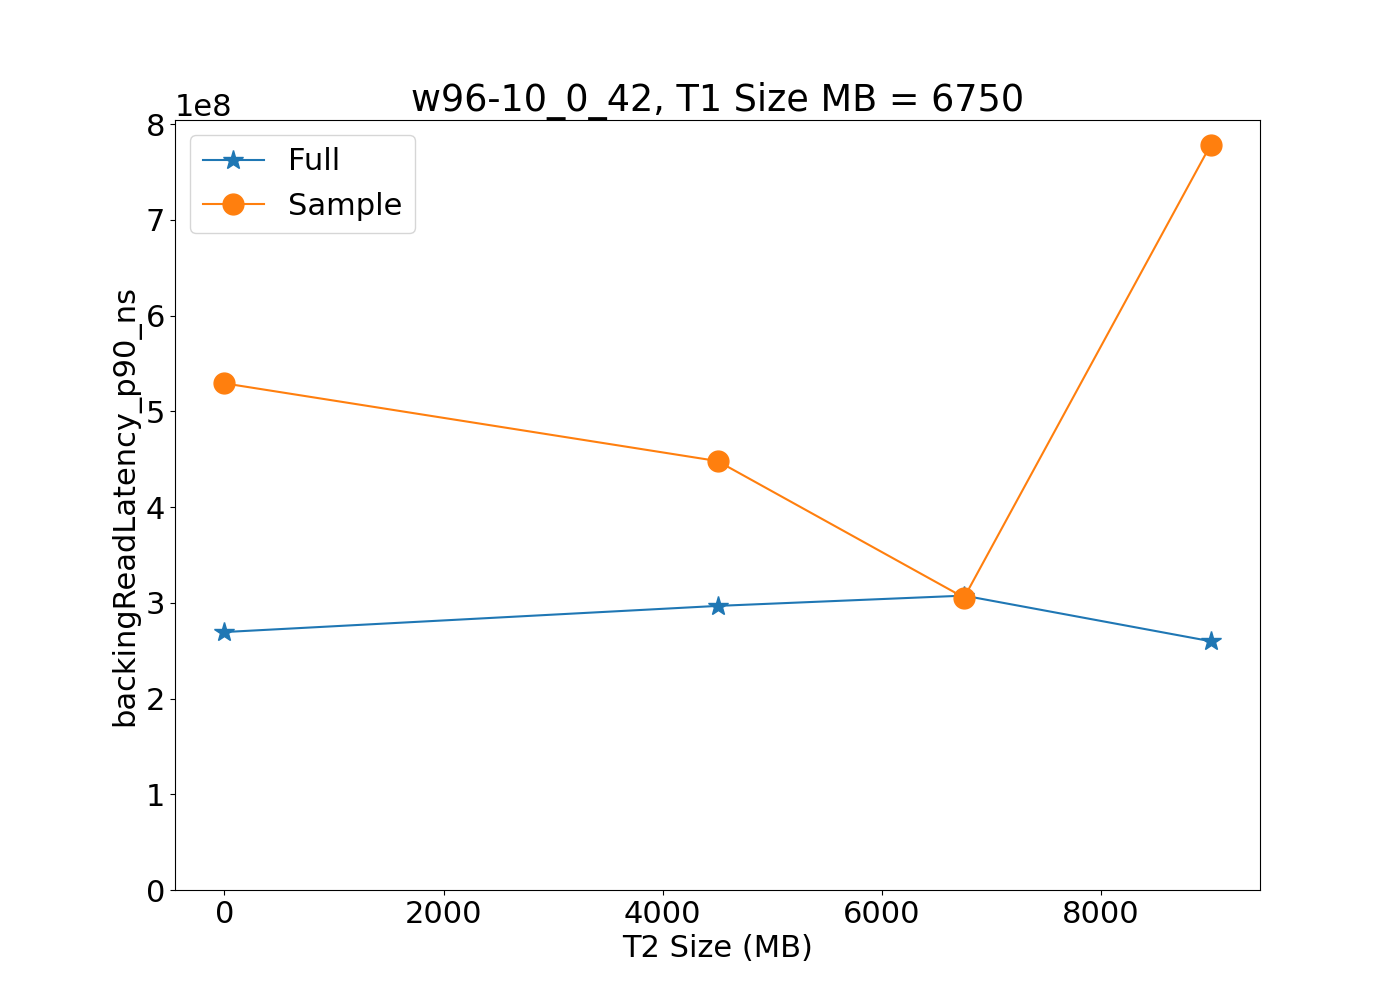 w96-10_0_42, T1 Size MB = 6750
1e8
8
7
6
5
4
3
2
1
0
Full
Sample
backingReadLatency_p90_ns
0 2000 4000 6000 8000
T2 Size (MB)